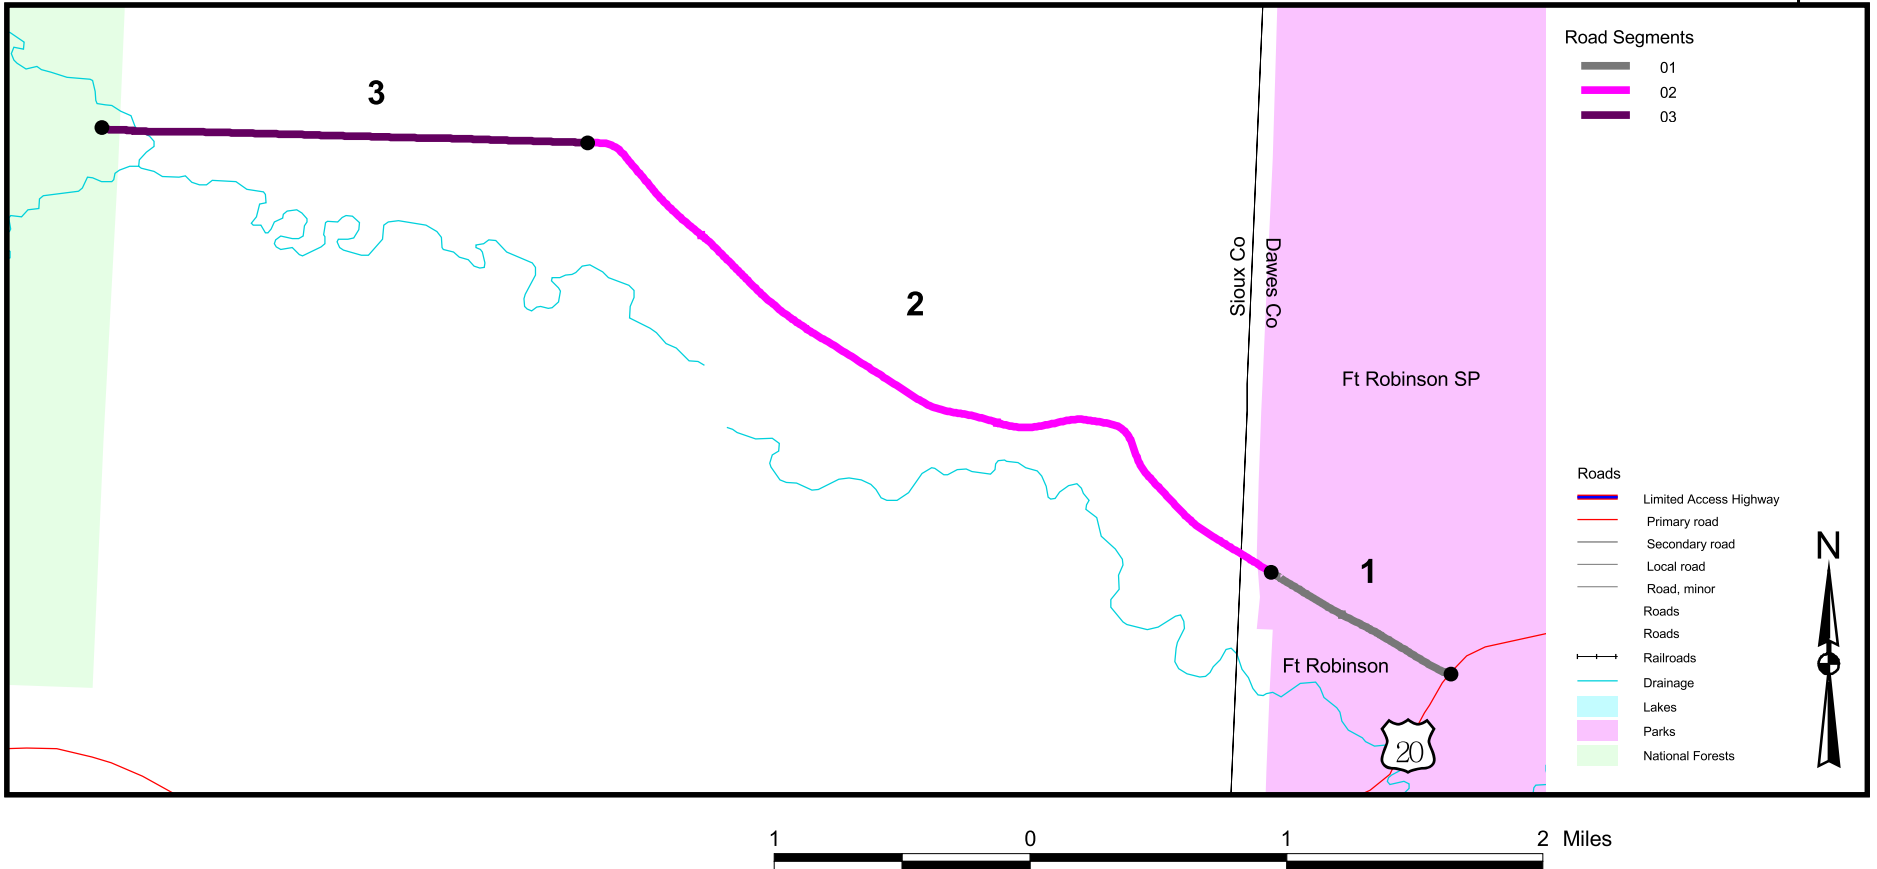 3
2
Sioux Co
Dawes Co
Ft Robinson SP
1
Ft Robinson
20
Road Segments
01
02
03
Roads
Limited Access Highway
Primary road
Secondary road
Local road
Road, minor
Roads
Roads
Railroads
Drainage
Lakes
Parks
National Forests
N
1 0 1 2 Miles